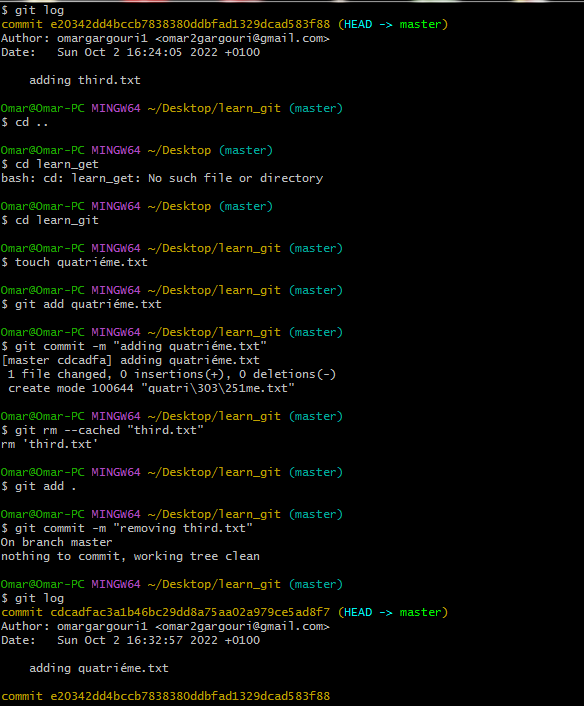 $ git log
commit e20342dd4bccb7838380ddbfad1329dcad583f88 (HEAD -> master)
Author: omargargouri1 <omar2gargouri@gmail.com>
Date:   Sun Oct 2 16:24:05 2022 +0100

    adding third.txt

Omar@Omar-PC MINGW64 ~/Desktop/learn_git (master)
$ cd ..

Omar@Omar-PC MINGW64 ~/Desktop (master)
$ cd learn_get
bash: cd: learn_get: No such file or directory

Omar@Omar-PC MINGW64 ~/Desktop (master)
$ cd learn_git

Omar@Omar-PC MINGW64 ~/Desktop/learn_git (master)
$ touch quatriéme.txt

Omar@Omar-PC MINGW64 ~/Desktop/learn_git (master)
$ git add quatriéme.txt

Omar@Omar-PC MINGW64 ~/Desktop/learn_git (master)
$ git commit -m "adding quatriéme.txt"
[master cdcadfa] adding quatriéme.txt
 1 file changed, 0 insertions(+), 0 deletions(-)
 create mode 100644 "quatri\303\251me.txt"

Omar@Omar-PC MINGW64 ~/Desktop/learn_git (master)
$ git rm --cached "third.txt"
rm 'third.txt'

Omar@Omar-PC MINGW64 ~/Desktop/learn_git (master)
$ git add .

Omar@Omar-PC MINGW64 ~/Desktop/learn_git (master)
$ git commit -m "removing third.txt"
On branch master
nothing to commit, working tree clean

Omar@Omar-PC MINGW64 ~/Desktop/learn_git (master)
$ git log
commit cdcadfac3a1b46bc29dd8a75aa02a979ce5ad8f7 (HEAD -> master)
Author: omargargouri1 <omar2gargouri@gmail.com>
Date:   Sun Oct 2 16:32:57 2022 +0100

    adding quatriéme.txt

commit e20342dd4bccb7838380ddbfad1329dcad583f88